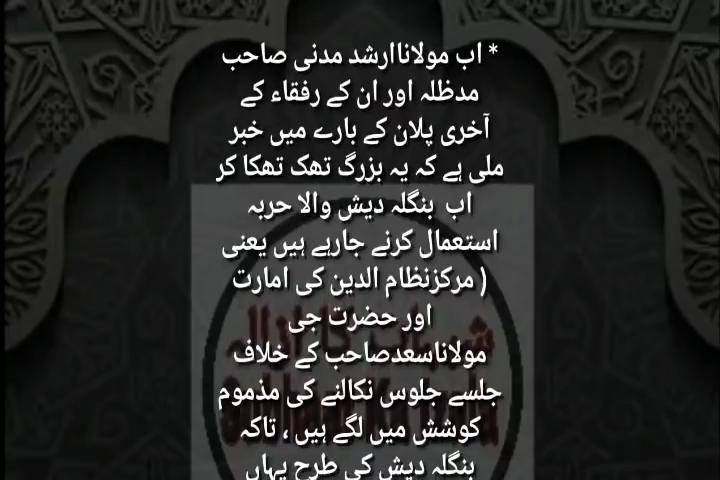 * اب مولاناارشد مدنی صاحب
مدظلہ اور ان کے رفقاء کے
آخری پلان کے بارے میں خبر
ملی ہے کہ یہ بزرگ تھک تھکا کر
اب بنگلہ دیش والا حربہ
استعمال کرنے جارہے ہیں یعنی
( مرکزنظام الدین کی امارت
اور حضرت جی
مولاناسعدصاحب کے خلاف
جلسے جلوس نکالنے کی مذموم
کوشش میں لگے ہیں ، تاکہ
بنگلہ دیش کی طرح یہاں